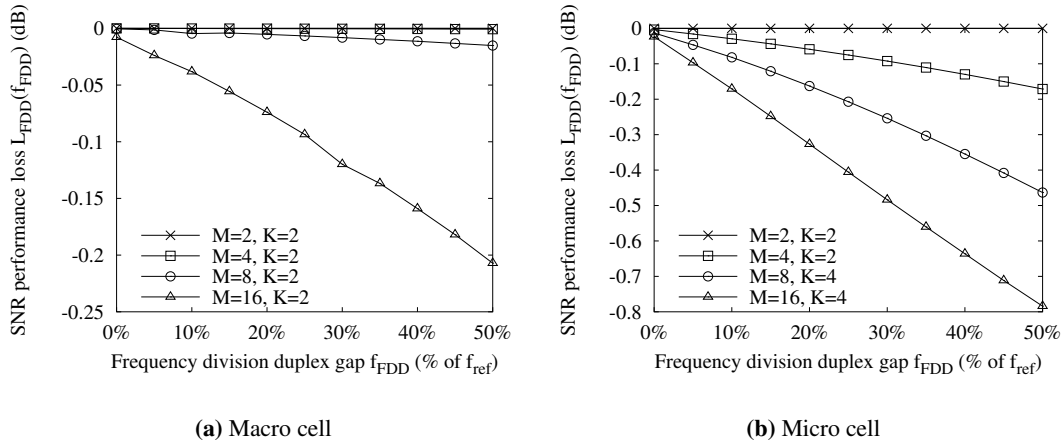 SNR performance loss L_FDD(f_FDD) (dB)
0
-0.05
-0.1
-0.15
-0.2
-0.25
M=2, K=2
M=4, K=2
M=8, K=2
M=16, K=2
0% 10% 20% 30% 40% 50%
Frequency division duplex gap f_FDD (% of f_ref)
(a) Macro cell
SNR performance loss L_FDD(f_FDD) (dB)
0
-0.1
-0.2
-0.3
-0.4
-0.5
-0.6
-0.7
-0.8
M=2, K=2
M=4, K=2
M=8, K=4
M=16, K=4
0% 10% 20% 30% 40% 50%
Frequency division duplex gap f_FDD (% of f_ref)
(b) Micro cell